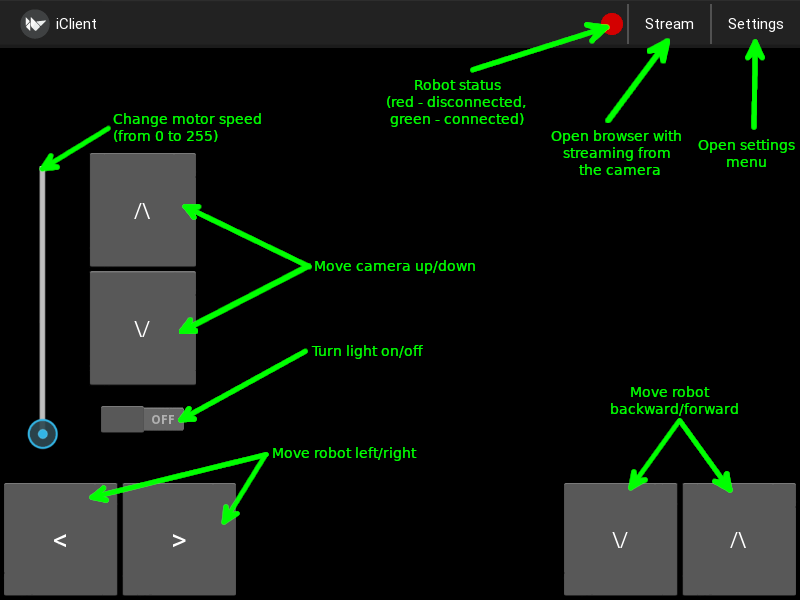 iClient
Stream
Settings
Robot status
(red - disconnected,
green - connected)
Change motor speed
(from 0 to 255)
Open browser with
streaming from
the camera
Open settings
menu
/\
Move camera up/down
\/
Turn light on/off
OFF
Move robot
backward/forward
Move robot left/right
<
>
\/
/\